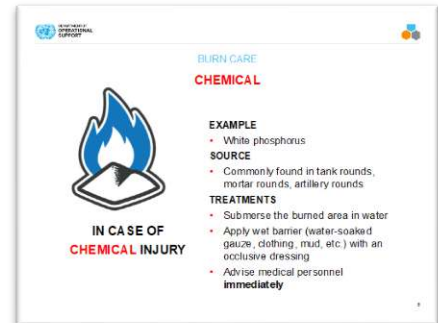 DEPARTMENT OF
OPERATIONAL
SUPPORT
BURN CARE
CHEMICAL
EXAMPLE
• White phosphorus
SOURCE
• Commonly found in tank rounds,
mortar rounds, artillery rounds
TREATMENTS
• Submerse the burned area in water
• Apply wet barrier (water-soaked
gauze, clothing, mud, etc.) with an
occlusive dressing
• Advise medical personnel
immediately
IN CASE OF
CHEMICAL INJURY